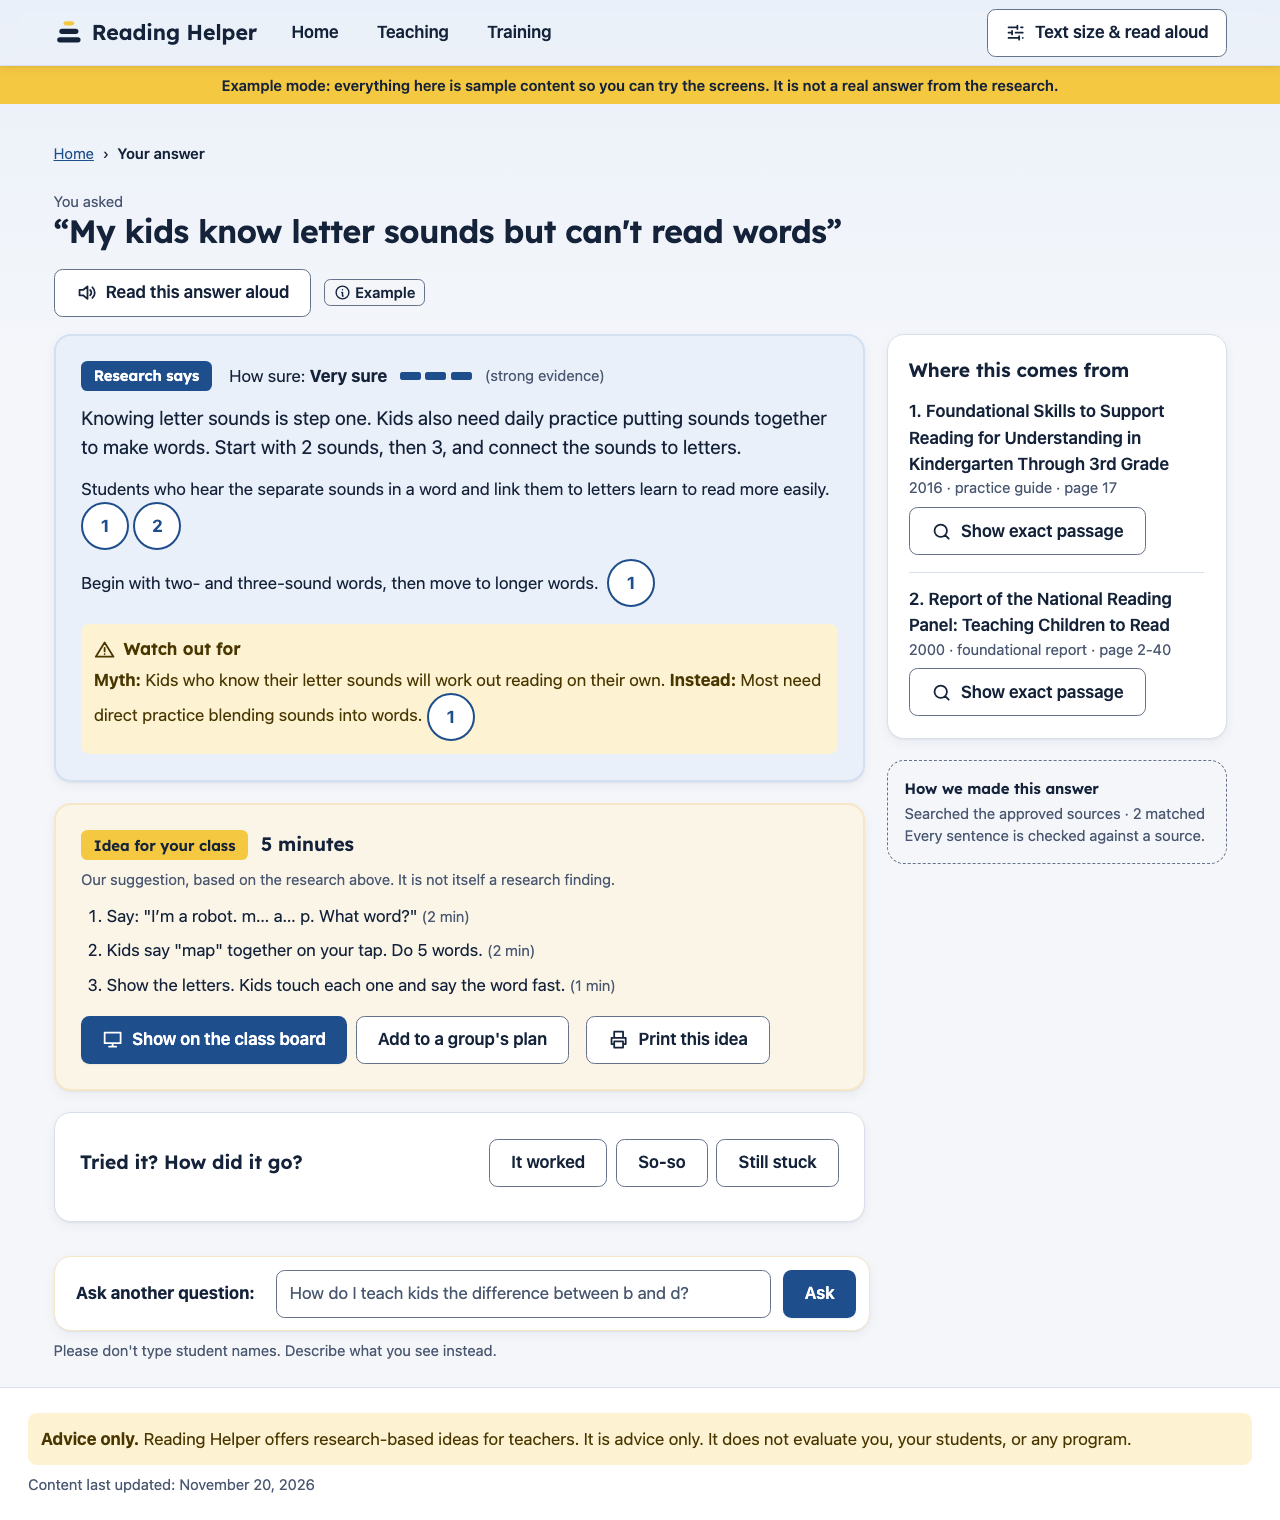 Reading Helper
Home
Teaching
Training
Text size & read aloud
Example mode: everything here is sample content so you can try the screens. It is not a real answer from the research.
Home › Your answer
You asked
“My kids know letter sounds but can't read words”
Read this answer aloud
Example
Research says
How sure: Very sure
(strong evidence)
Knowing letter sounds is step one. Kids also need daily practice putting sounds together
to make words. Start with 2 sounds, then 3, and connect the sounds to letters.
Students who hear the separate sounds in a word and link them to letters learn to read more easily.
1 2
Begin with two- and three-sound words, then move to longer words. 1
Watch out for
Myth: Kids who know their letter sounds will work out reading on their own. Instead: Most need
direct practice blending sounds into words. 1
Idea for your class
5 minutes
Our suggestion, based on the research above. It is not itself a research finding.
1. Say: "I’m a robot. m... a... p. What word?" (2 min)
2. Kids say "map" together on your tap. Do 5 words. (2 min)
3. Show the letters. Kids touch each one and say the word fast. (1 min)
Show on the class board
Add to a group's plan
Print this idea
Tried it? How did it go?
It worked
So-so
Still stuck
Ask another question:
How do I teach kids the difference between b and d?
Ask
Please don't type student names. Describe what you see instead.
Where this comes from
1. Foundational Skills to Support
Reading for Understanding in
Kindergarten Through 3rd Grade
2016 · practice guide · page 17
Show exact passage
2. Report of the National Reading
Panel: Teaching Children to Read
2000 · foundational report · page 2-40
Show exact passage
How we made this answer
Searched the approved sources · 2 matched
Every sentence is checked against a source.
Advice only. Reading Helper offers research-based ideas for teachers. It is advice only. It does not evaluate you, your students, or any program.
Content last updated: November 20, 2026